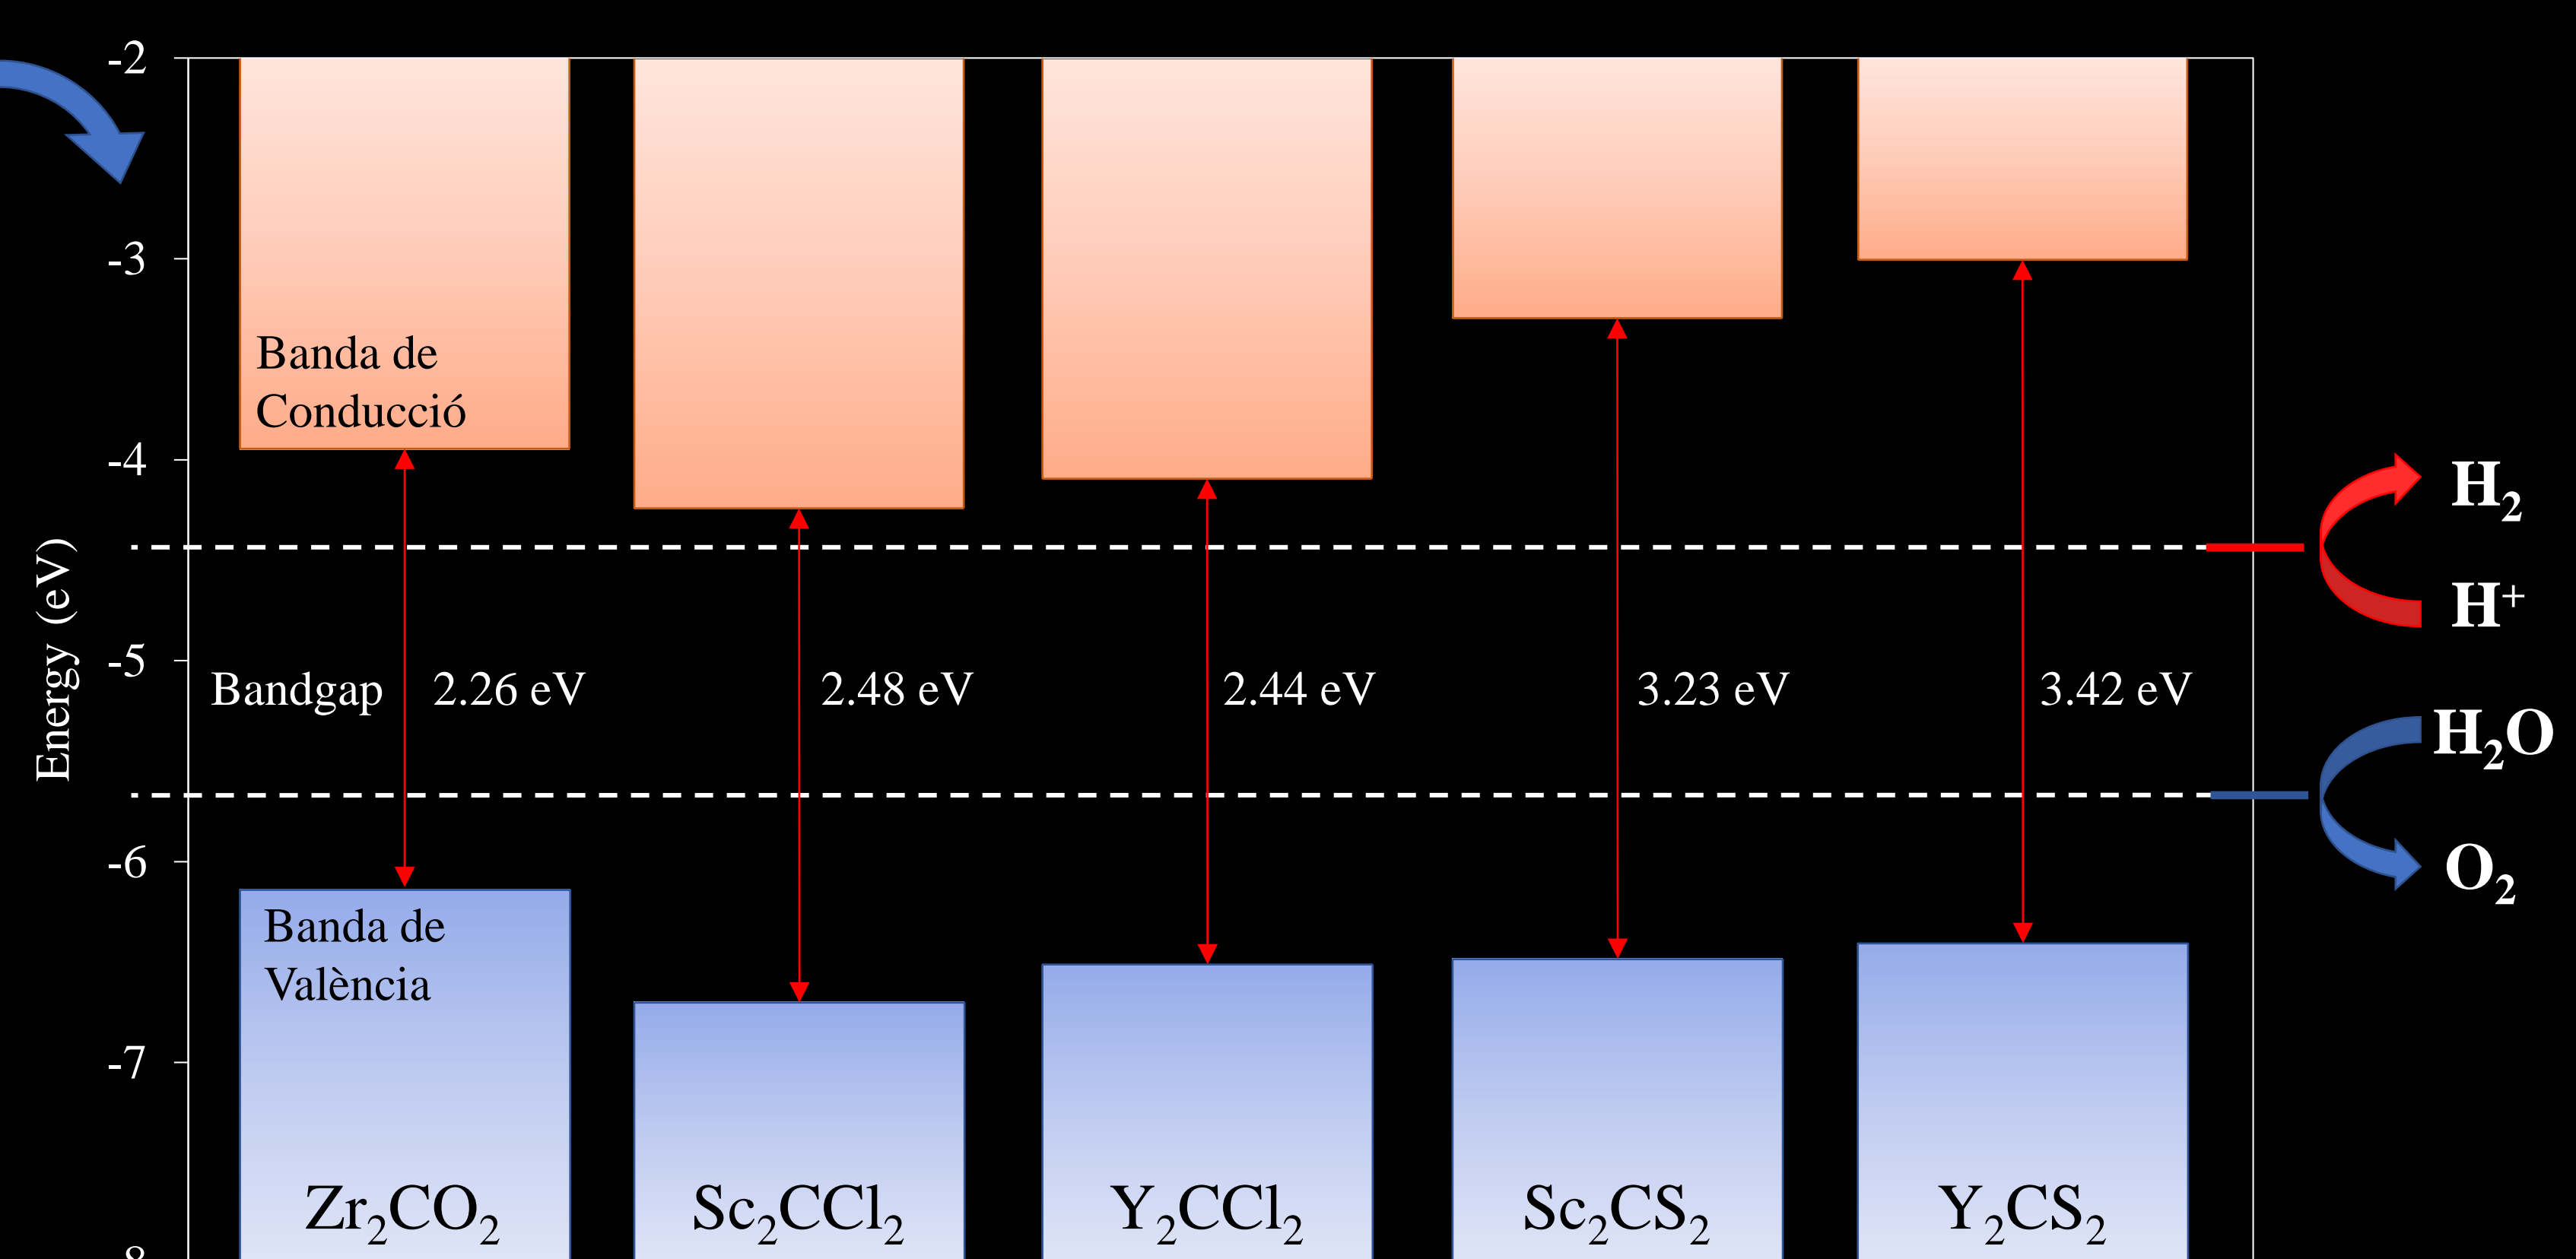 -2
-3
Banda de
Conducció
-4
H₂
H⁺
Energy (eV)
-5
Bandgap 2.26 eV 2.48 eV 2.44 eV 3.23 eV 3.42 eV
H₂O
-6
O₂
Banda de
València
-7
Zr₂CO₂ Sc₂CCl₂ Y₂CCl₂ Sc₂CS₂ Y₂CS₂